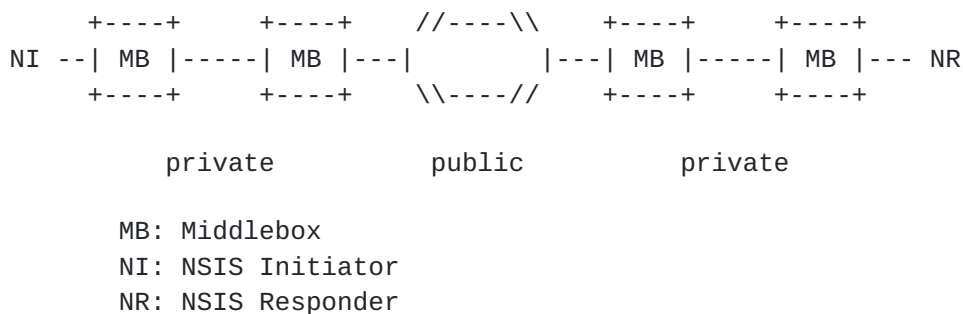 +----+ +----+ //----\\ +----+ +----+
NI --| MB |-----| MB |---| |---| MB |-----| MB |--- NR
+----+ +----+ \\----// +----+ +----+
private public private
MB: Middlebox
NI: NSIS Initiator
NR: NSIS Responder